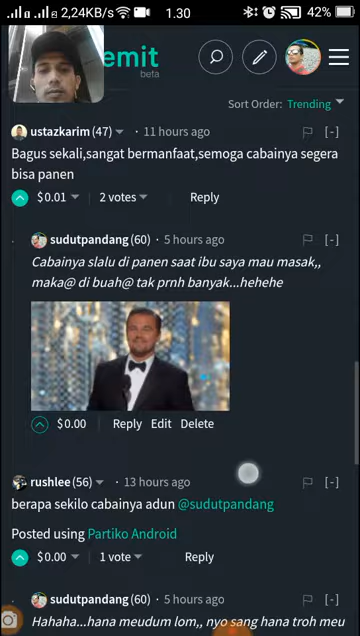 2,24KB/s 1.30 42%
emit
beta
Sort Order: Trending
ustazkarim (47) · 11 hours ago [-]
Bagus sekali,sangat bermanfaat,semoga cabainya segera
bisa panen
$0.01 2 votes Reply
sudutpandang (60) · 5 hours ago [-]
Cabainya slalu di panen saat ibu saya mau masak,,
maka@ di buah@ tak prnh banyak...hehehe
$0.00 Reply Edit Delete
rushlee (56) · 13 hours ago [-]
berapa sekilo cabainya adun @sudutpandang
Posted using Partiko Android
$0.00 1 vote Reply
sudutpandang (60) · 5 hours ago [-]
Hahaha...hana meudum lom,, nyo sang hana troh meu